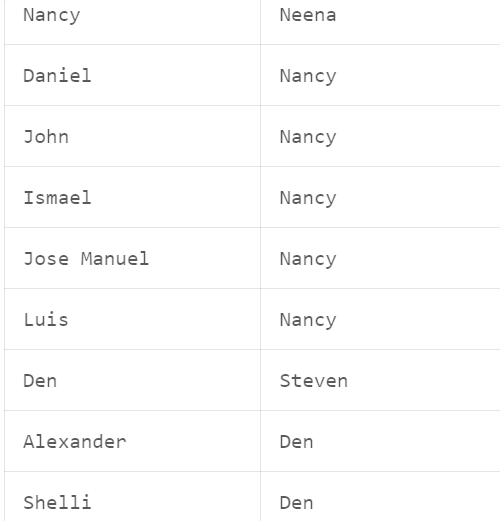 Nancy Neena
Daniel Nancy
John Nancy
Ismael Nancy
Jose Manuel Nancy
Luis Nancy
Den Steven
Alexander Den
Shelli Den